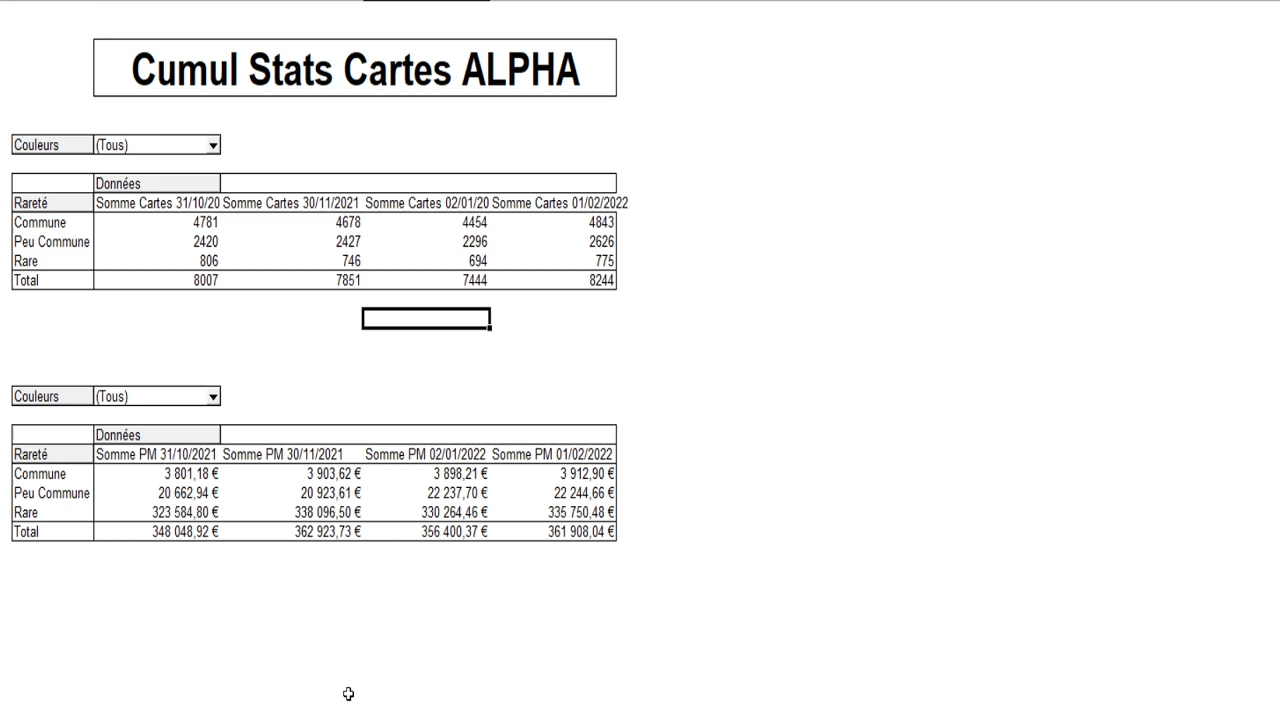 Cumul Stats Cartes ALPHA
Couleurs (Tous)
Données
Rareté Somme Cartes 31/10/20 Somme Cartes 30/11/2021 Somme Cartes 02/01/20 Somme Cartes 01/02/2022
Commune 4781 4678 4454 4843
Peu Commune 2420 2427 2296 2626
Rare 806 746 694 775
Total 8007 7851 7444 8244
Couleurs (Tous)
Données
Rareté Somme PM 31/10/2021 Somme PM 30/11/2021 Somme PM 02/01/2022 Somme PM 01/02/2022
Commune 3 801,18 € 3 903,62 € 3 898,21 € 3 912,90 €
Peu Commune 20 662,94 € 20 923,61 € 22 237,70 € 22 244,66 €
Rare 323 584,80 € 338 096,50 € 330 264,46 € 335 750,48 €
Total 348 048,92 € 362 923,73 € 356 400,37 € 361 908,04 €